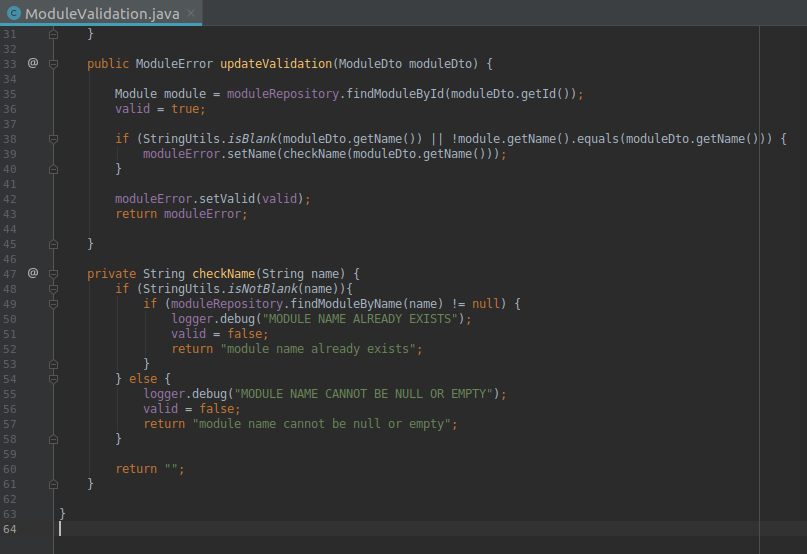 C ModuleValidation.java ×
31 }
32
33 @ public ModuleError updateValidation(ModuleDto moduleDto) {
34
35 Module module = moduleRepository.findModuleById(moduleDto.getId());
36 valid = true;
37
38 if (StringUtils.isBlank(moduleDto.getName()) || !module.getName().equals(moduleDto.getName())) {
39 moduleError.setName(checkName(moduleDto.getName()));
40 }
41
42 moduleError.setValid(valid);
43 return moduleError;
44
45 }
46
47 @ private String checkName(String name) {
48 if (StringUtils.isNotBlank(name)){
49 if (moduleRepository.findModuleByName(name) != null) {
50 logger.debug("MODULE NAME ALREADY EXISTS");
51 valid = false;
52 return "module name already exists";
53 }
54 } else {
55 logger.debug("MODULE NAME CANNOT BE NULL OR EMPTY");
56 valid = false;
57 return "module name cannot be null or empty";
58 }
59
60 return "";
61 }
62
63 }
64